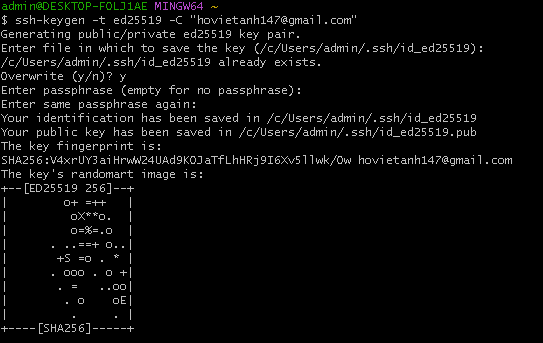 admin@DESKTOP-FOLJ1AE MINGW64 ~
$ ssh-keygen -t ed25519 -C "hovietanh147@gmail.com"
Generating public/private ed25519 key pair.
Enter file in which to save the key (/c/Users/admin/.ssh/id_ed25519):
/c/Users/admin/.ssh/id_ed25519 already exists.
Overwrite (y/n)? y
Enter passphrase (empty for no passphrase):
Enter same passphrase again:
Your identification has been saved in /c/Users/admin/.ssh/id_ed25519
Your public key has been saved in /c/Users/admin/.ssh/id_ed25519.pub
The key fingerprint is:
SHA256:V4xrUY3aiHrwW24UAd9KOJaTfLhHRj9I6Xv5llwk/Ow hovietanh147@gmail.com
The key's randomart image is:
+--[ED25519 256]--+
|        o+ =++   |
|         oX**o.  |
|         o=%=.o  |
|      . ..==+ o..|
|       +S =o . * |
|      . ooo . o +|
|       . =   ..oo|
|        . o    oE|
|         .     . |
+----[SHA256]-----+